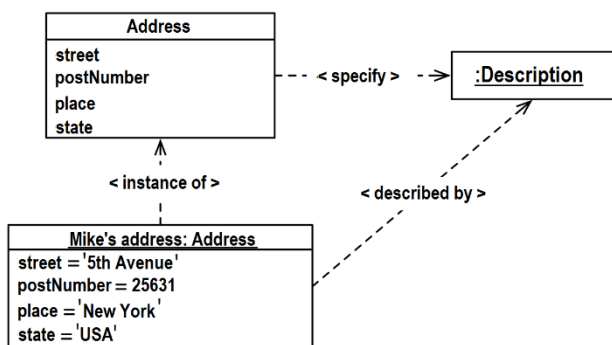 Address
street
postNumber
place
state
< specify >
:Description
< instance of >
< described by >
Mike's address: Address
street ='5th Avenue'
postNumber = 25631
place ='New York'
state ='USA'